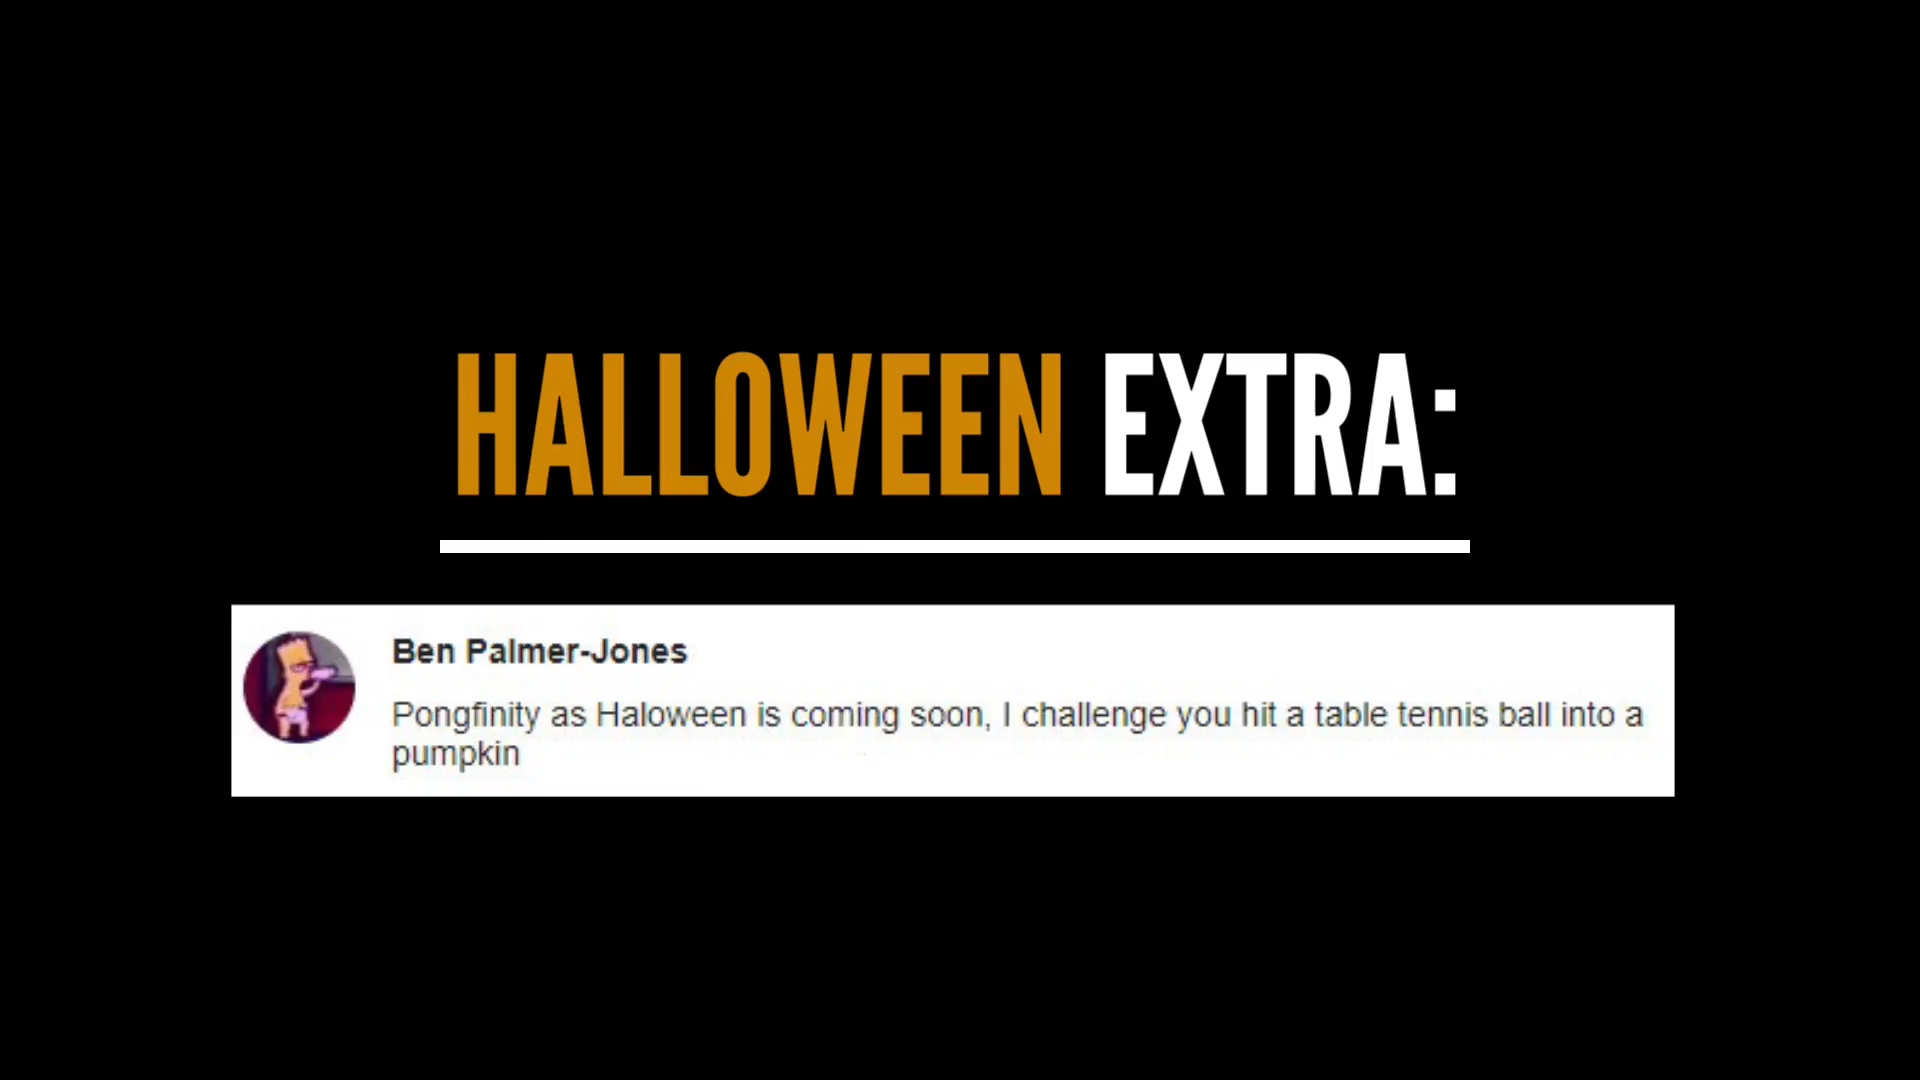 HALLOWEEN EXTRA:
Ben Palmer-Jones
Pongfinity as Haloween is coming soon, I challenge you hit a table tennis ball into a
pumpkin